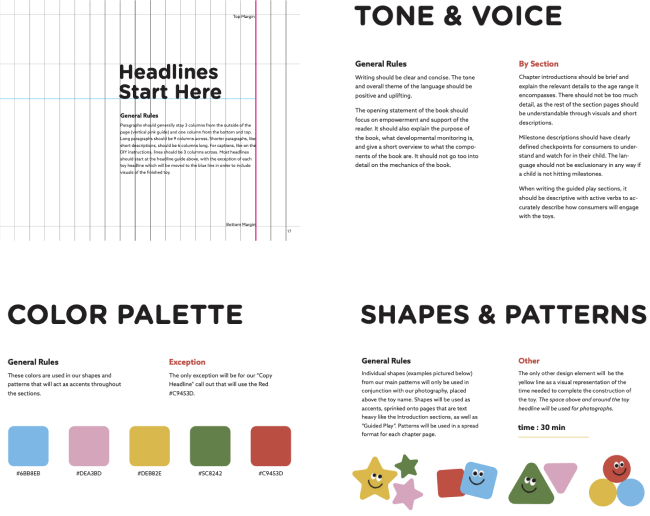 Top Margin
Headlines
Start Here
General Rules
Paragraphs should generally stay 3 columns from the outside of the
page (vertical pink guide) and one column from the bottom and top.
Long paragraphs should be 9 columns across. Shorter paragraphs, like
short descriptions, should be 6 columns long. For captions, like on the
DIY instructions, lines should be 3 columns across. Most headlines
should start at the headline guide above, with the exception of each
toy headline which will be moved to the blue line in order to include
visuals of the finished toy.
Bottom Margin
17
TONE & VOICE
General Rules
Writing should be clear and concise. The tone
and overall theme of the language should be
positive and uplifting.
The opening statement of the book should
focus on empowerment and support of the
reader. It should also explain the purpose of
the book, what developmental monitoring is,
and give a short overview to what the compo-
nents of the book are. It should not go too into
detail on the mechanics of the book.
By Section
Chapter introductions should be brief and
explain the relevant details to the age range it
encompasses. There should not be too much
detail, as the rest of the section pages should
be understandable through visuals and short
descriptions.
Milestone descriptions should have clearly
defined checkpoints for consumers to under-
stand and watch for in their child. The lan-
guage should not be exclusionary in any way if
a child is not hitting milestones.
When writing the guided play sections, it
should be descriptive with active verbs to ac-
curately describe how consumers will engage
with the toys.
COLOR PALETTE
General Rules
These colors are used in our shapes and
patterns that will act as accents throughout
the sections.
Exception
The only exception will be for our "Copy
Headline" call out that will use the Red
#C9453D.
#6BB8EB
#DEA3BD
#DEB82E
#5C8242
#C9453D
SHAPES & PATTERNS
General Rules
Individual shapes (examples pictured below)
from our main patterns will only be used in
conjunction with our photography, placed
above the toy name. Shapes will be used as
accents, sprinkled onto pages that are text
heavy like the Introduction sections, as well as
"Guided Play". Patterns will be used in a spread
format for each chapter page.
Other
The only other design element will be the
yellow line as a visual representation of the
time needed to complete the construction of
the toy. The space above and around the toy
headline will be used for photographs.
time : 30 min